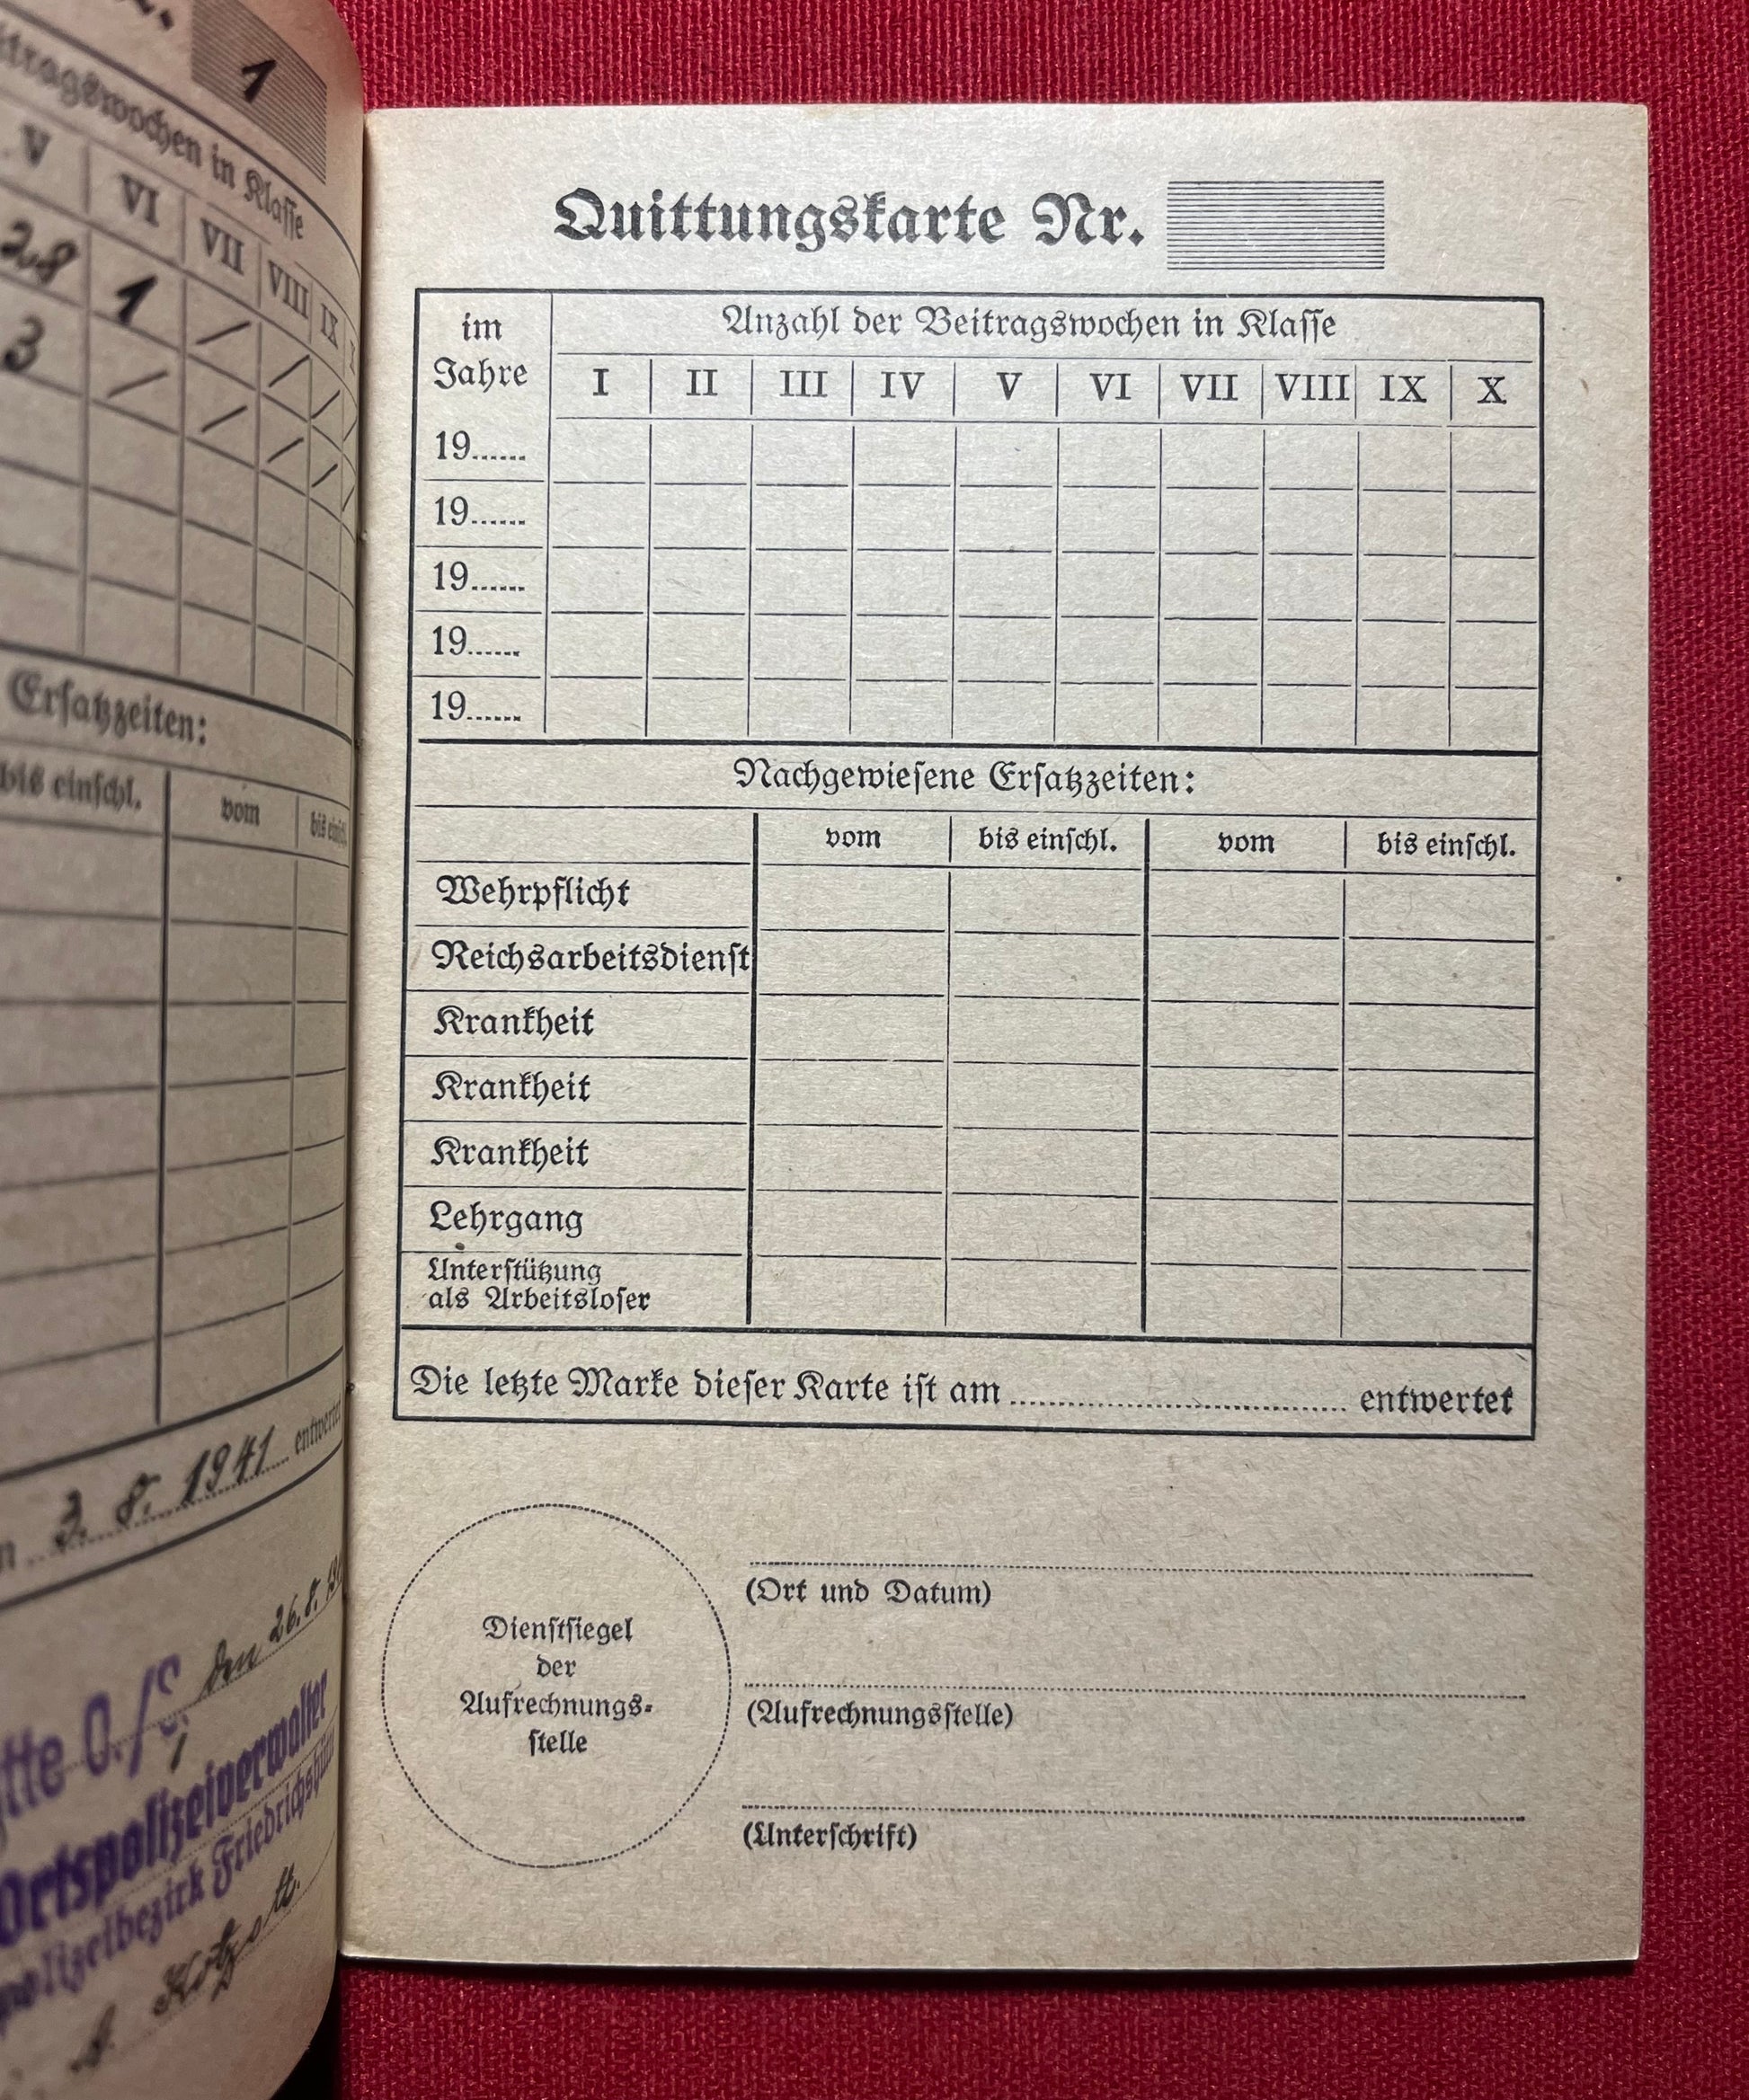 1
Beitragswochen in Klasse
V VI VII VIII IX
28 1 / / /
3 / / / /
Ersatzzeiten:
bis einschl. vom bis einschl.
3. 8. 1941 entwertet
den 26. 8.
Ortspolizeiverwalter
Quittungskarte Nr.
im Jahre
Anzahl der Beitragswochen in Klasse
I II III IV V VI VII VIII IX X
19......
19......
19......
19......
19......
Nachgewiesene Ersatzzeiten:
vom bis einschl. vom bis einschl.
Wehrpflicht
Reichsarbeitsdienst
Krankheit
Krankheit
Krankheit
Lehrgang
Unterstützung
als Arbeitsloser
Die letzte Marke dieser Karte ist am .............................. entwertet
(Ort und Datum)
Dienstsiegel
der
Aufrechnungs-
stelle
(Aufrechnungsstelle)
(Unterschrift)